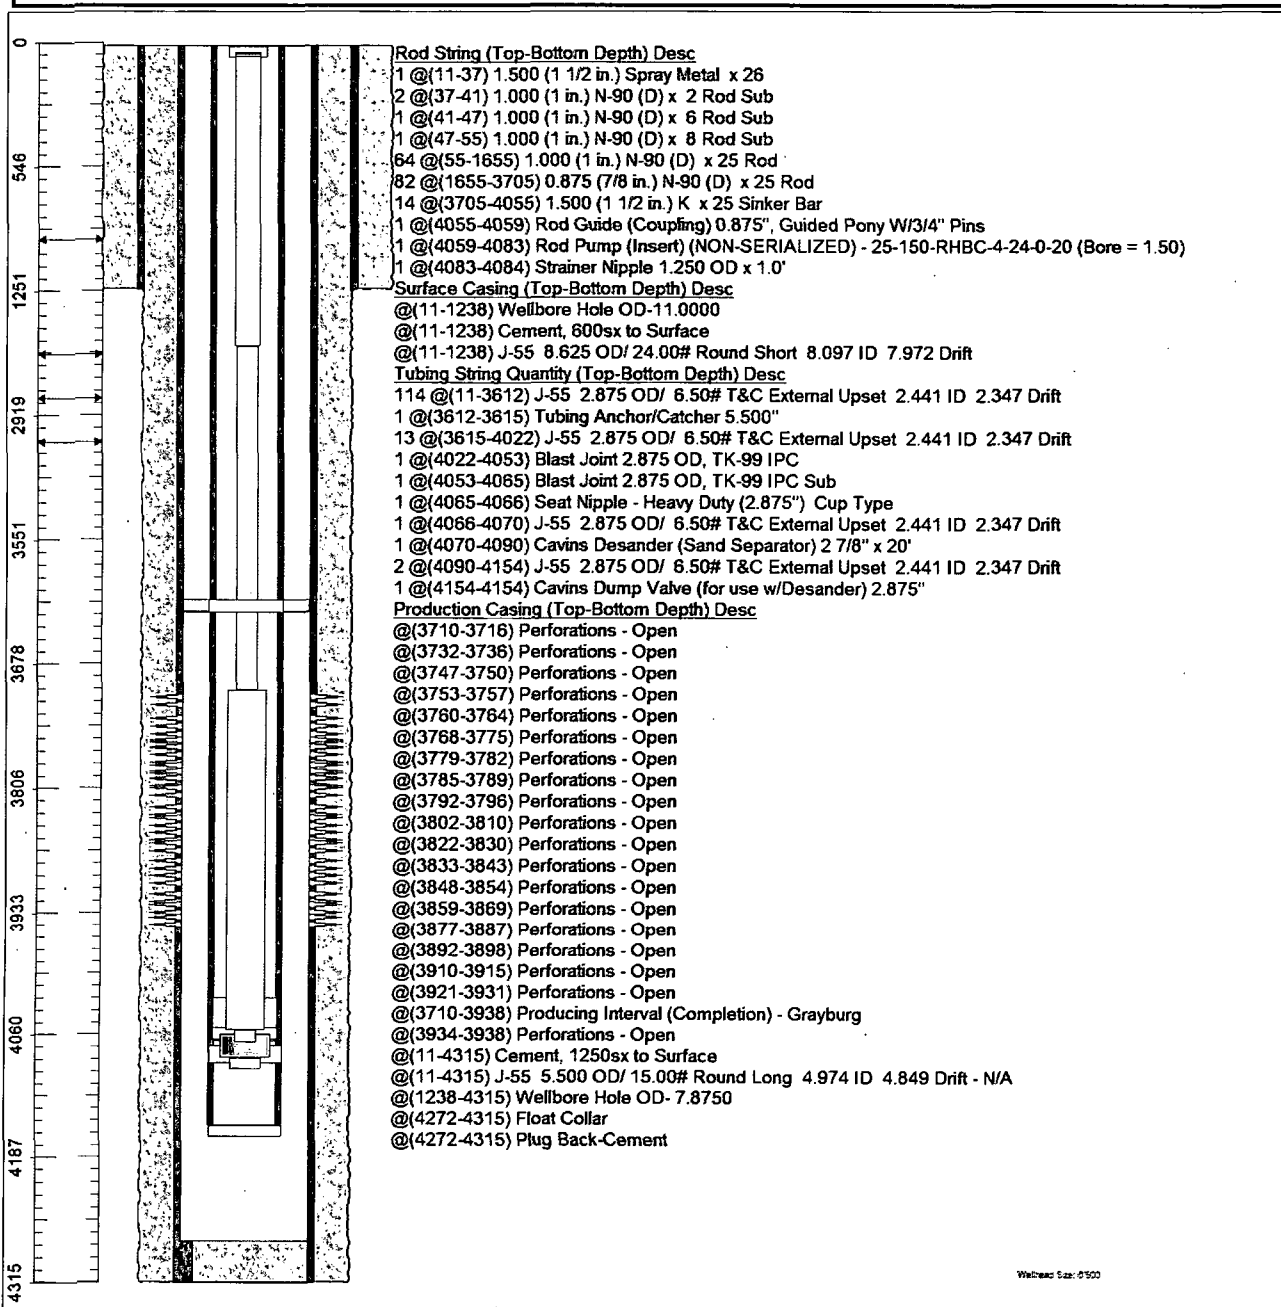 0
546
1251
2919
3551
3678
3806
3933
4060
4187
4315
Rod String (Top-Bottom Depth) Desc
1 @(11-37) 1.500 (1 1/2 in.) Spray Metal x 26
2 @(37-41) 1.000 (1 in.) N-90 (D) x 2 Rod Sub
1 @(41-47) 1.000 (1 in.) N-90 (D) x 6 Rod Sub
1 @(47-55) 1.000 (1 in.) N-90 (D) x 8 Rod Sub
64 @(55-1655) 1.000 (1 in.) N-90 (D) x 25 Rod
82 @(1655-3705) 0.875 (7/8 in.) N-90 (D) x 25 Rod
14 @(3705-4055) 1.500 (1 1/2 in.) K x 25 Sinker Bar
1 @(4055-4059) Rod Guide (Coupling) 0.875", Guided Pony W/3/4" Pins
1 @(4059-4083) Rod Pump (Insert) (NON-SERIALIZED) - 25-150-RHBC-4-24-0-20 (Bore = 1.50)
1 @(4083-4084) Strainer Nipple 1.250 OD x 1.0'
Surface Casing (Top-Bottom Depth) Desc
@(11-1238) Wellbore Hole OD-11.0000
@(11-1238) Cement, 600sx to Surface
@(11-1238) J-55 8.625 OD/ 24.00# Round Short 8.097 ID 7.972 Drift
Tubing String Quantity (Top-Bottom Depth) Desc
114 @(11-3612) J-55 2.875 OD/ 6.50# T&C External Upset 2.441 ID 2.347 Drift
1 @(3612-3615) Tubing Anchor/Catcher 5.500"
13 @(3615-4022) J-55 2.875 OD/ 6.50# T&C External Upset 2.441 ID 2.347 Drift
1 @(4022-4053) Blast Joint 2.875 OD, TK-99 IPC
1 @(4053-4065) Blast Joint 2.875 OD, TK-99 IPC Sub
1 @(4065-4066) Seat Nipple - Heavy Duty (2.875") Cup Type
1 @(4066-4070) J-55 2.875 OD/ 6.50# T&C External Upset 2.441 ID 2.347 Drift
1 @(4070-4090) Cavins Desander (Sand Separator) 2 7/8" x 20'
2 @(4090-4154) J-55 2.875 OD/ 6.50# T&C External Upset 2.441 ID 2.347 Drift
1 @(4154-4154) Cavins Dump Valve (for use w/Desander) 2.875"
Production Casing (Top-Bottom Depth) Desc
@(3710-3716) Perforations - Open
@(3732-3736) Perforations - Open
@(3747-3750) Perforations - Open
@(3753-3757) Perforations - Open
@(3760-3764) Perforations - Open
@(3768-3775) Perforations - Open
@(3779-3782) Perforations - Open
@(3785-3789) Perforations - Open
@(3792-3796) Perforations - Open
@(3802-3810) Perforations - Open
@(3822-3830) Perforations - Open
@(3833-3843) Perforations - Open
@(3848-3854) Perforations - Open
@(3859-3869) Perforations - Open
@(3877-3887) Perforations - Open
@(3892-3898) Perforations - Open
@(3910-3915) Perforations - Open
@(3921-3931) Perforations - Open
@(3710-3938) Producing Interval (Completion) - Grayburg
@(3934-3938) Perforations - Open
@(11-4315) Cement, 1250sx to Surface
@(11-4315) J-55 5.500 OD/ 15.00# Round Long 4.974 ID 4.849 Drift - N/A
@(1238-4315) Wellbore Hole OD- 7.8750
@(4272-4315) Float Collar
@(4272-4315) Plug Back-Cement